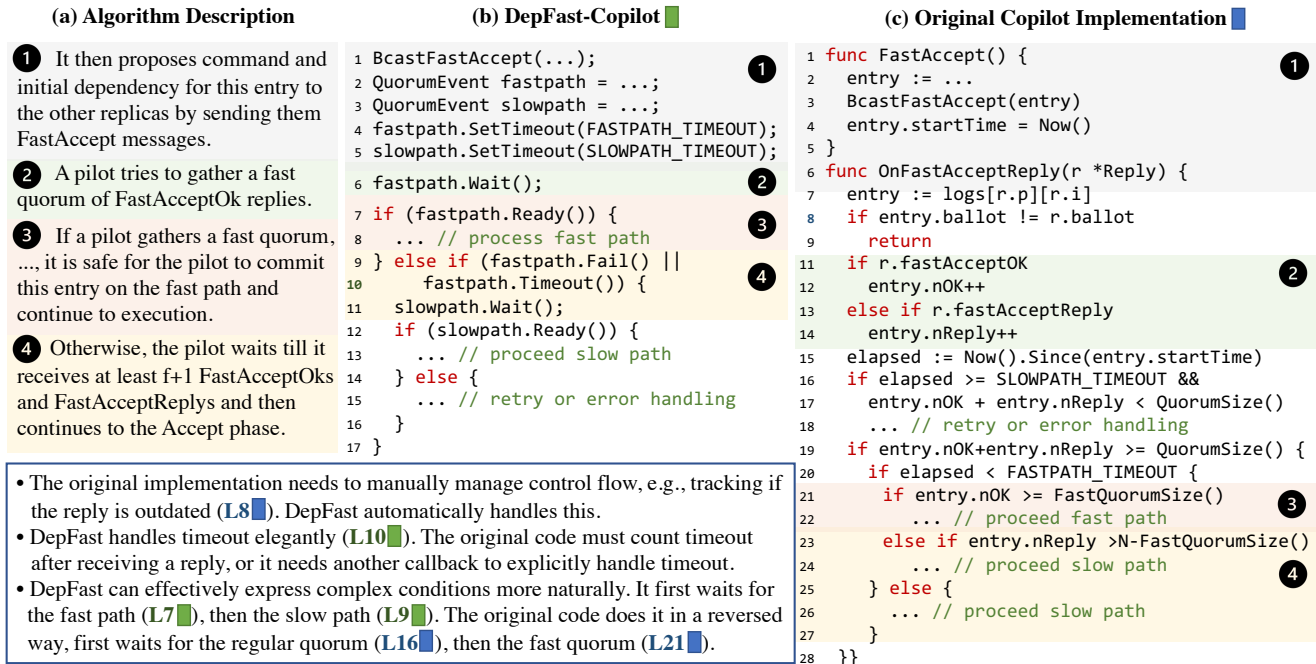 (a) Algorithm Description
1 It then proposes command and
initial dependency for this entry to
the other replicas by sending them
FastAccept messages.
2 A pilot tries to gather a fast
quorum of FastAcceptOk replies.
3 If a pilot gathers a fast quorum,
..., it is safe for the pilot to commit
this entry on the fast path and
continue to execution.
4 Otherwise, the pilot waits till it
receives at least f+1 FastAcceptOks
and FastAcceptReplys and then
continues to the Accept phase.
(b) DepFast-Copilot
1 BcastFastAccept(...); 1
2 QuorumEvent fastpath = ...;
3 QuorumEvent slowpath = ...;
4 fastpath.SetTimeout(FASTPATH_TIMEOUT);
5 slowpath.SetTimeout(SLOWPATH_TIMEOUT);
6 fastpath.Wait(); 2
7 if (fastpath.Ready()) {
8 ... // process fast path 3
9 } else if (fastpath.Fail() ||
10 fastpath.Timeout()) { 4
11 slowpath.Wait();
12 if (slowpath.Ready()) {
13 ... // proceed slow path
14 } else {
15 ... // retry or error handling
16 }
17 }
(c) Original Copilot Implementation
1 func FastAccept() { 1
2 entry := ...
3 BcastFastAccept(entry)
4 entry.startTime = Now()
5 }
6 func OnFastAcceptReply(r *Reply) {
7 entry := logs[r.p][r.i]
8 if entry.ballot != r.ballot
9 return
11 if r.fastAcceptOK 2
12 entry.nOK++
13 else if r.fastAcceptReply
14 entry.nReply++
15 elapsed := Now().Since(entry.startTime)
16 if elapsed >= SLOWPATH_TIMEOUT &&
17 entry.nOK + entry.nReply < QuorumSize()
18 ... // retry or error handling
19 if entry.nOK+entry.nReply >= QuorumSize() {
20 if elapsed < FASTPATH_TIMEOUT {
21 if entry.nOK >= FastQuorumSize() 3
22 ... // proceed fast path
23 else if entry.nReply >N-FastQuorumSize()
24 ... // proceed slow path 4
25 } else {
26 ... // proceed slow path
27 }
28 }}
• The original implementation needs to manually manage control flow, e.g., tracking if
the reply is outdated (L8). DepFast automatically handles this.
• DepFast handles timeout elegantly (L10). The original code must count timeout
after receiving a reply, or it needs another callback to explicitly handle timeout.
• DepFast can effectively express complex conditions more naturally. It first waits for
the fast path (L7), then the slow path (L9). The original code does it in a reversed
way, first waits for the regular quorum (L16), then the fast quorum (L21).